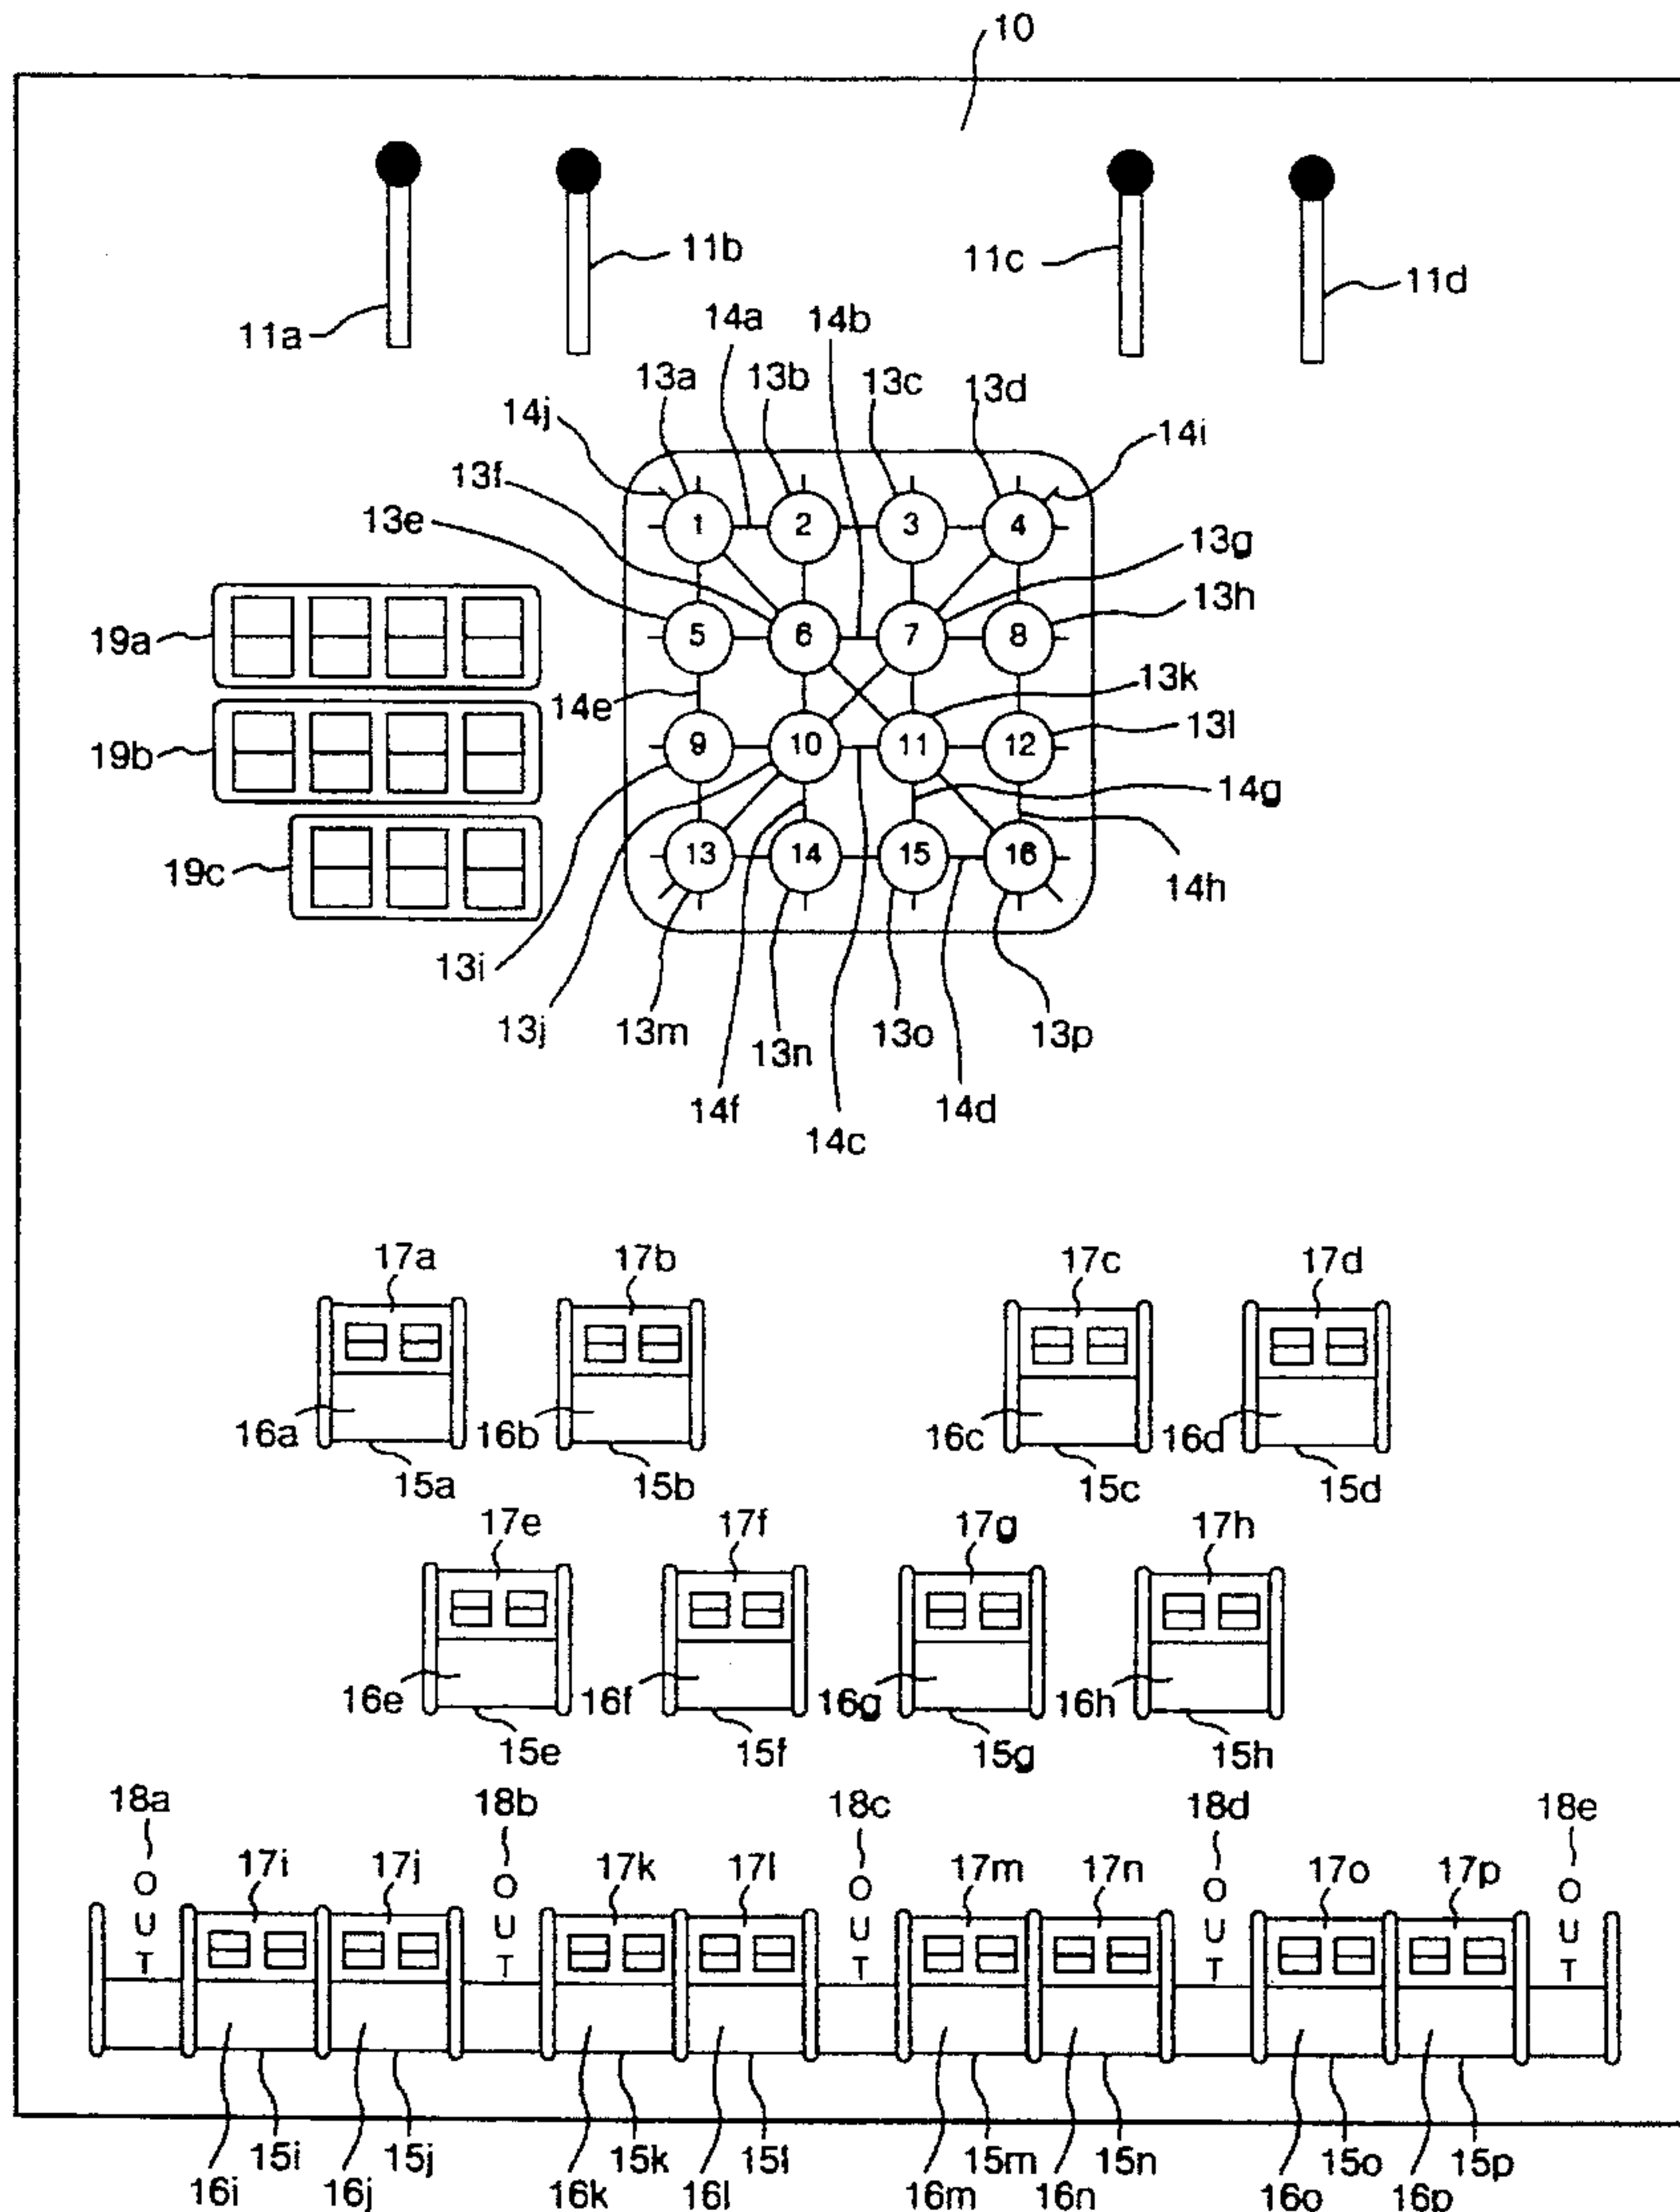 10
11a 11b 11c 11d
14a 14b
13a 13b 13c 13d
14j 14i
13f
13e 13g
1 2 3 4
13h
19a 5 6 7 8
13k
14e
19b 9 10 11 12 13l
14g
19c 13 14 15 16
14h
13i
13j 13m 13n 13o 13p
14f 14c 14d
17a 17b 17c 17d
16a 16b 16c 16d
15a 15b 15c 15d
17e 17f 17g 17h
16e 16f 16g 16h
15e 15f 15g 15h
18a 18b 18c 18d 18e
OUT OUT OUT OUT OUT
17i 17j 17k 17l 17m 17n 17o 17p
15i 15j 15k 15l 15m 15n 15o 15p
16i 16j 16k 16l 16m 16n 16o 16p